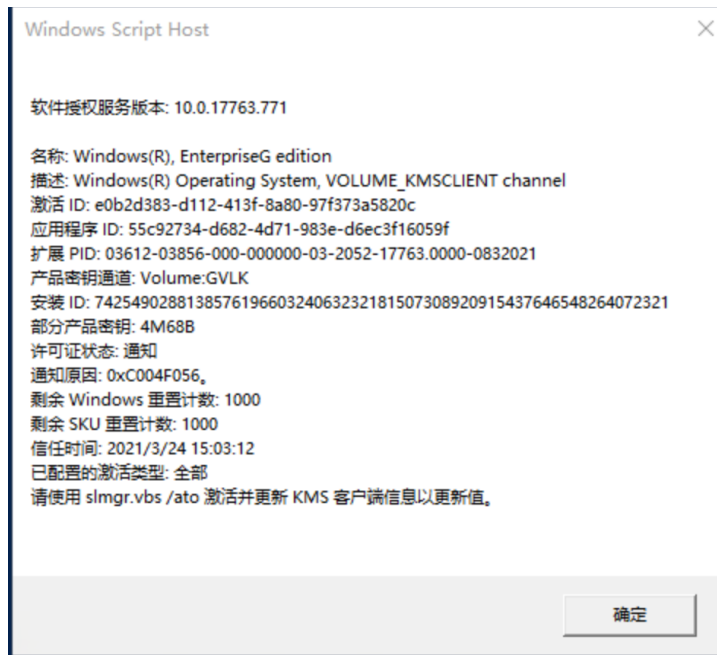 Windows Script Host
软件授权服务版本: 10.0.17763.771
名称: Windows(R), EnterpriseG edition
描述: Windows(R) Operating System, VOLUME_KMSCLIENT channel
激活 ID: e0b2d383-d112-413f-8a80-97f373a5820c
应用程序 ID: 55c92734-d682-4d71-983e-d6ec3f16059f
扩展 PID: 03612-03856-000-000000-03-2052-17763.0000-0832021
产品密钥通道: Volume:GVLK
安装 ID: 742549028813857619660324063232181507308920915437646548264072321
部分产品密钥: 4M68B
许可证状态: 通知
通知原因: 0xC004F056。
剩余 Windows 重置计数: 1000
剩余 SKU 重置计数: 1000
信任时间: 2021/3/24 15:03:12
已配置的激活类型: 全部
请使用 slmgr.vbs /ato 激活并更新 KMS 客户端信息以更新值。
确定